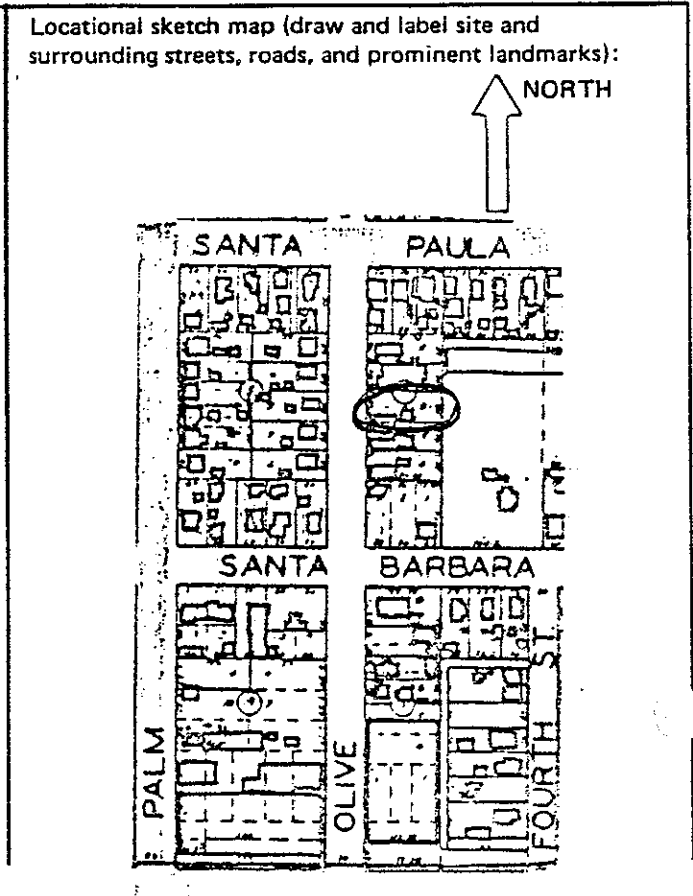 Locational sketch map (draw and label site and
surrounding streets, roads, and prominent landmarks):
NORTH
SANTA PAULA
SANTA BARBARA
PALM
OLIVE
FOURTH ST.